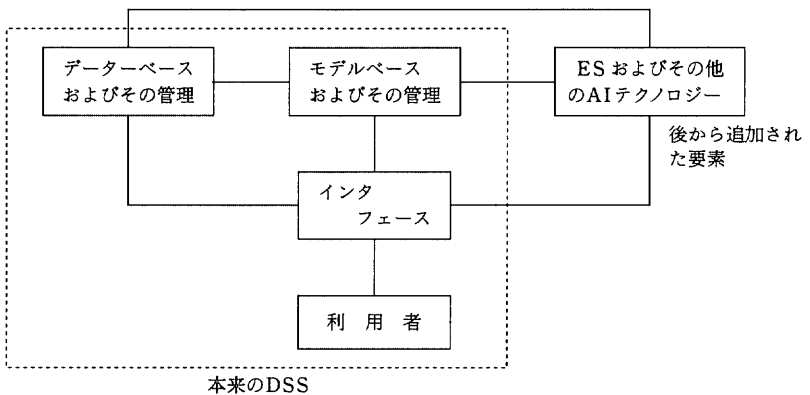 データーベース
およびその管理
モデルベース
およびその管理
ESおよびその他
のAIテクノロジー
後から追加され
た要素
インタ
フェース
利用者
本来のDSS